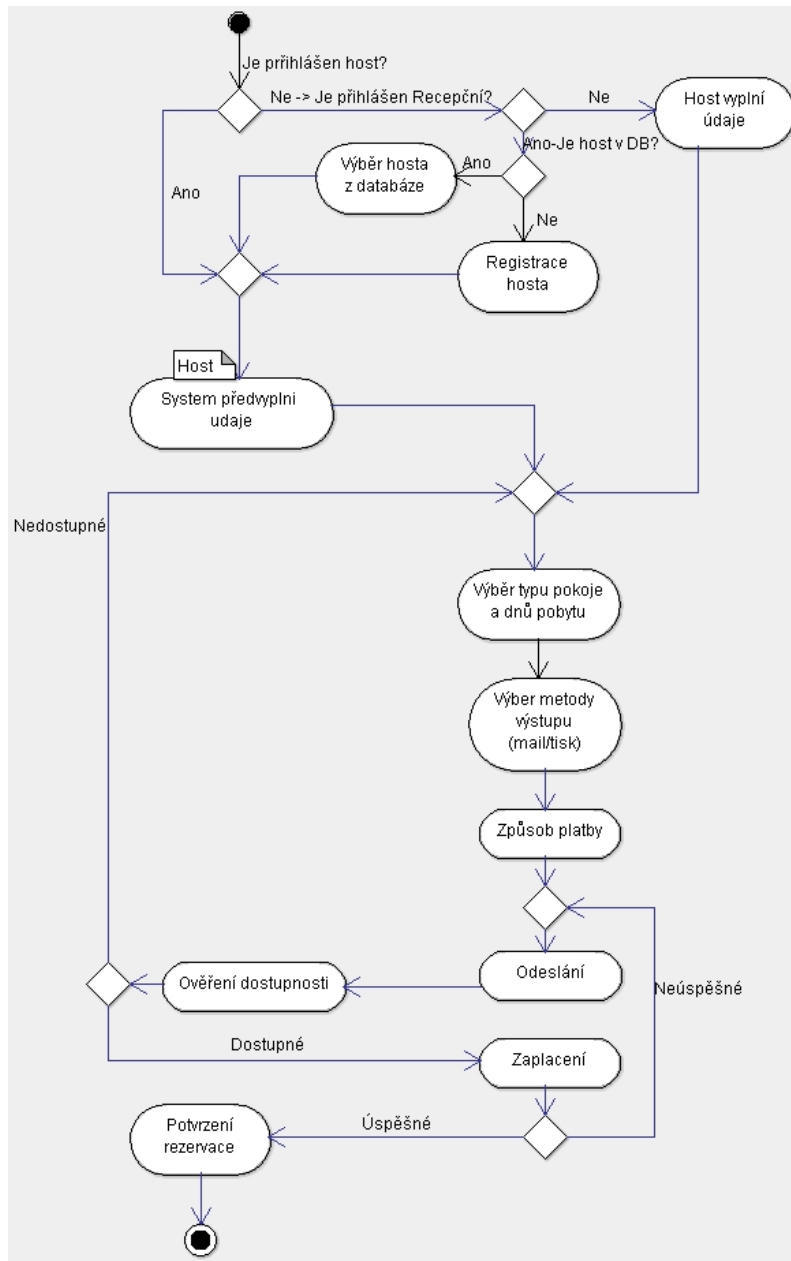 Je přihlášen host?
Ne -> Je přihlášen Recepční?
Ne
Host vyplní
údaje
Ano-Je host v DB?
Výběr hosta
z databáze
Ano
Ano
Ne
Registrace
hosta
Host
System předvyplni
udaje
Nedostupné
Výběr typu pokoje
a dnů pobytu
Výber metody
výstupu
(mail/tisk)
Způsob platby
Odeslání
Ověření dostupnosti
Neúspěšné
Dostupné
Zaplacení
Úspěšné
Potvrzení
rezervace